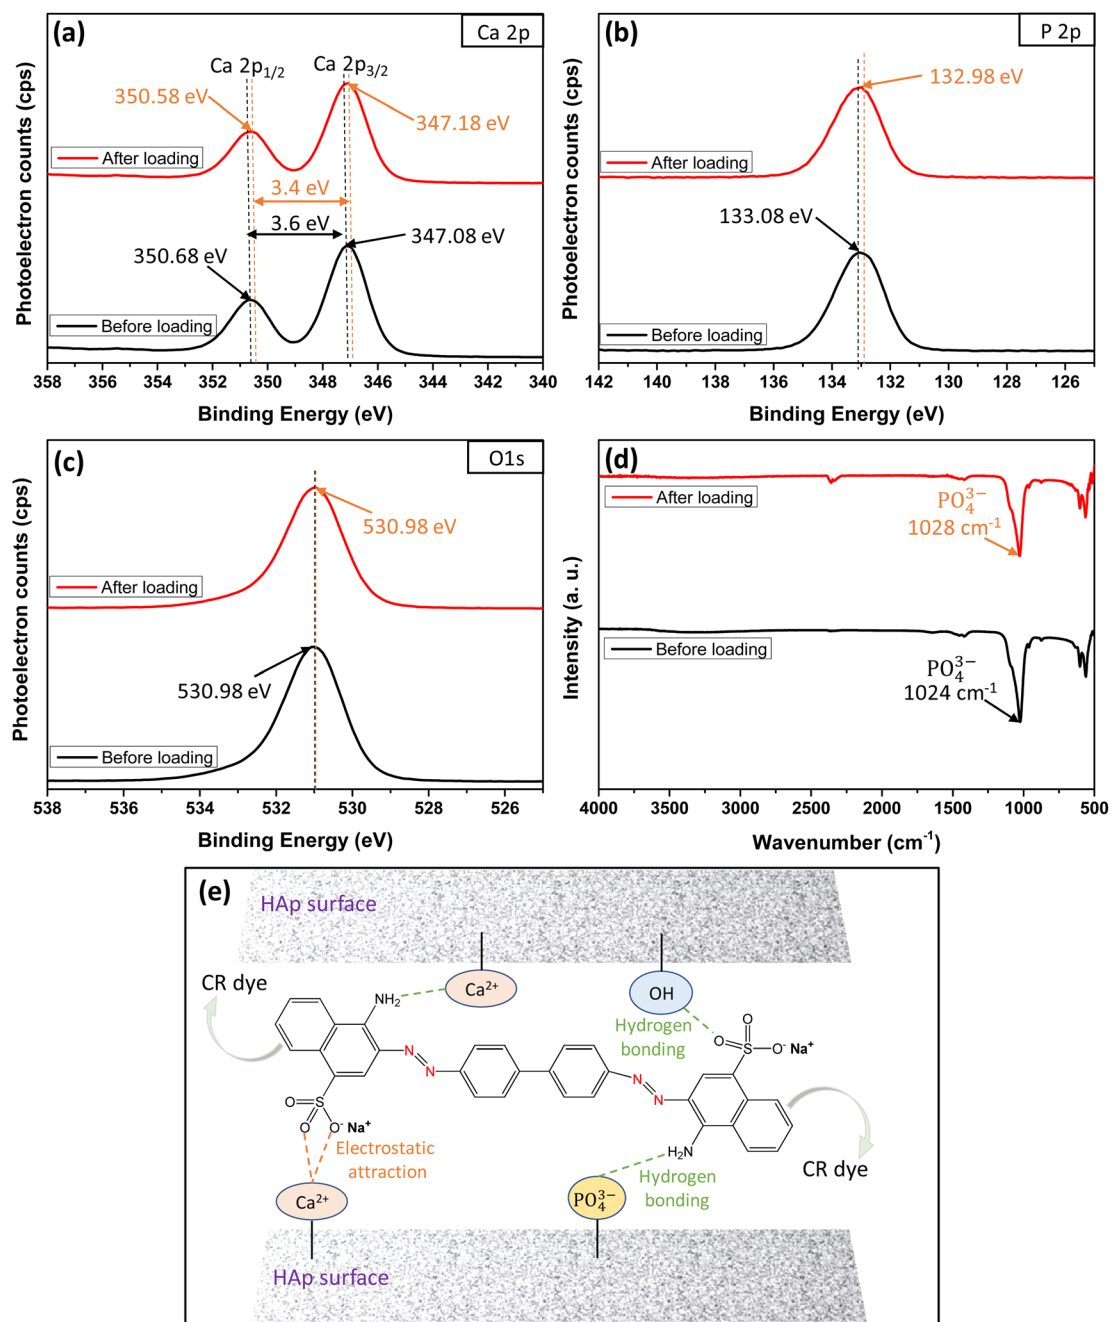 (a)
Ca 2p
Ca 2p1/2
Ca 2p3/2
350.58 eV
347.18 eV
After loading
3.4 eV
3.6 eV
350.68 eV
347.08 eV
Before loading
Photoelectron counts (cps)
358 356 354 352 350 348 346 344 342 340
Binding Energy (eV)
(b)
P 2p
132.98 eV
After loading
133.08 eV
Before loading
Photoelectron counts (cps)
142 140 138 136 134 132 130 128 126
Binding Energy (eV)
(c)
O1s
530.98 eV
After loading
530.98 eV
Before loading
Photoelectron counts (cps)
538 536 534 532 530 528 526
Binding Energy (eV)
(d)
After loading
PO₄³⁻
1028 cm⁻¹
Before loading
PO₄³⁻
1024 cm⁻¹
Intensity (a. u.)
4000 3500 3000 2500 2000 1500 1000 500
Wavenumber (cm⁻¹)
(e)
HAp surface
CR dye
NH₂
Ca²⁺
OH
Hydrogen
bonding
O
O
S
O⁻ Na⁺
N
N
N
N
O
S
O
O⁻ Na⁺
Electrostatic
attraction
H₂N
Hydrogen
bonding
CR dye
Ca²⁺
PO₄³⁻
HAp surface